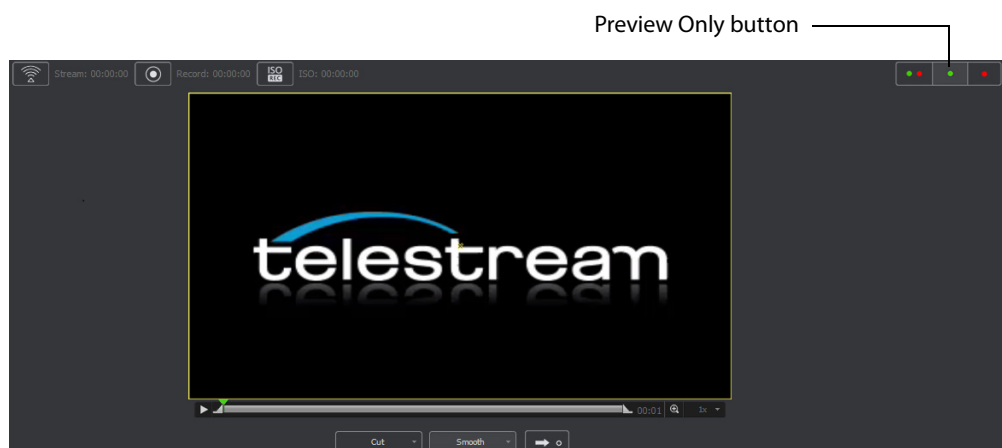 Preview Only button
Stream: 00:00:00 Record: 00:00:00 ISO REC ISO: 00:00:00
telestream
00:01 1x
Cut Smooth